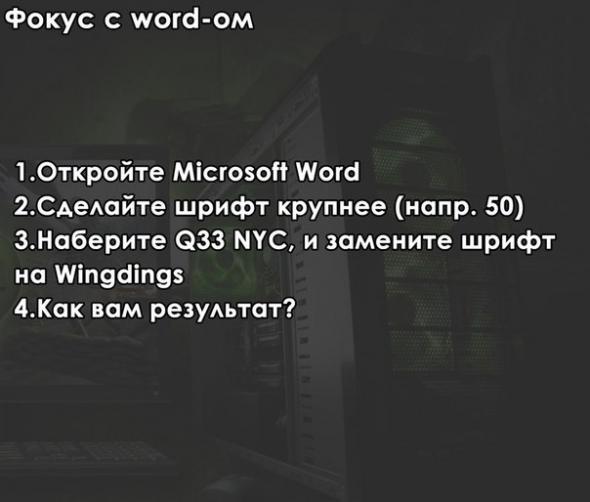 Фокус с word-ом
1.Откройте Microsoft Word
2.Сделайте шрифт крупнее (напр. 50)
3.Наберите Q33 NYC, и замените шрифт
на Wingdings
4.Как вам результат?